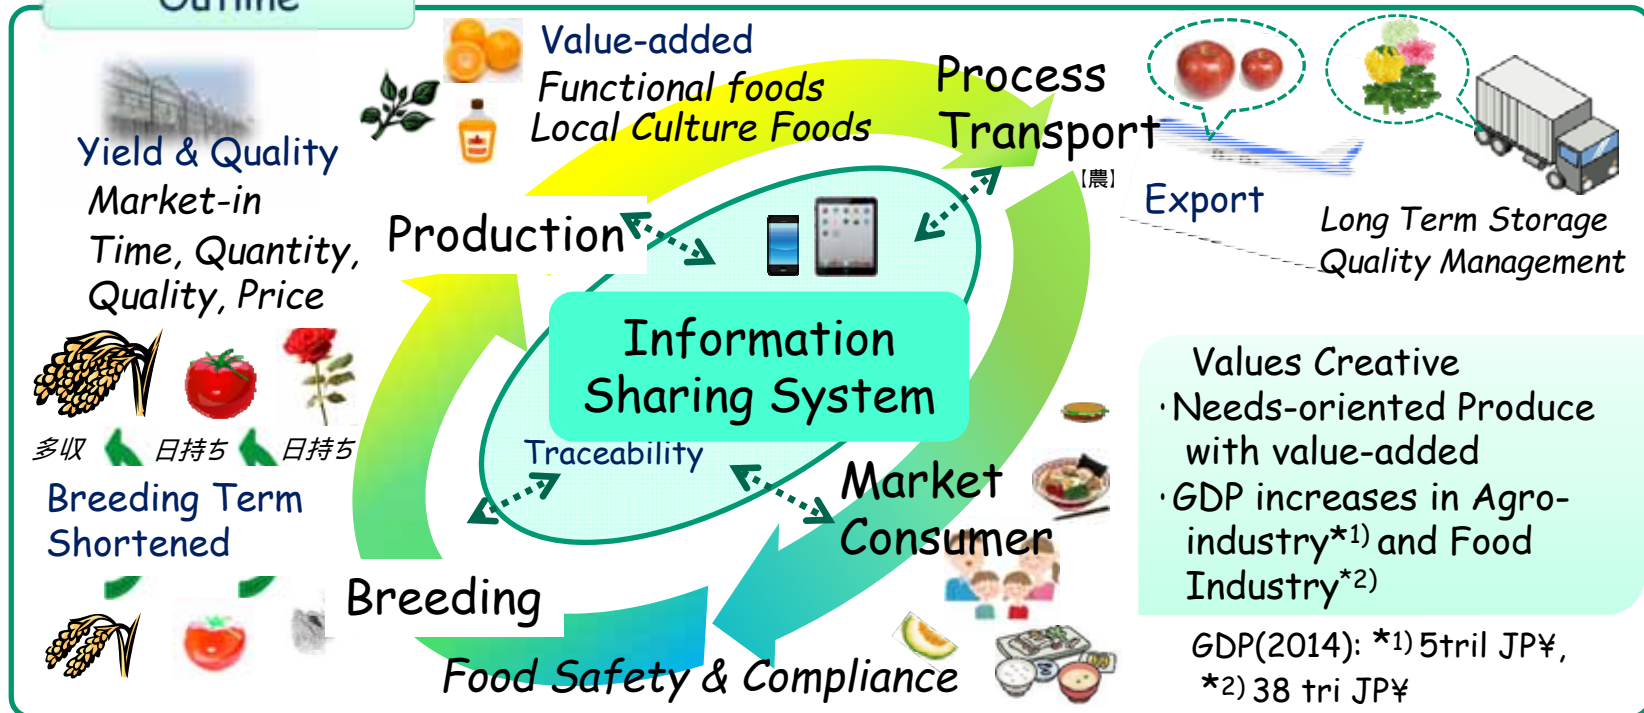 Outline
Value-added
Functional foods
Local Culture Foods
Process
Transport
【農】
Export
Long Term Storage
Quality Management
Yield & Quality
Market-in
Time, Quantity,
Quality, Price
Production
Information
Sharing System
Traceability
多収
日持ち
日持ち
Breeding Term
Shortened
Breeding
Market
Consumer
Food Safety & Compliance
Values Creative
・Needs-oriented Produce
with value-added
・GDP increases in Agro-
industry*1) and Food
Industry*2)
GDP(2014): *1) 5tril JP¥,
*2) 38 tri JP¥